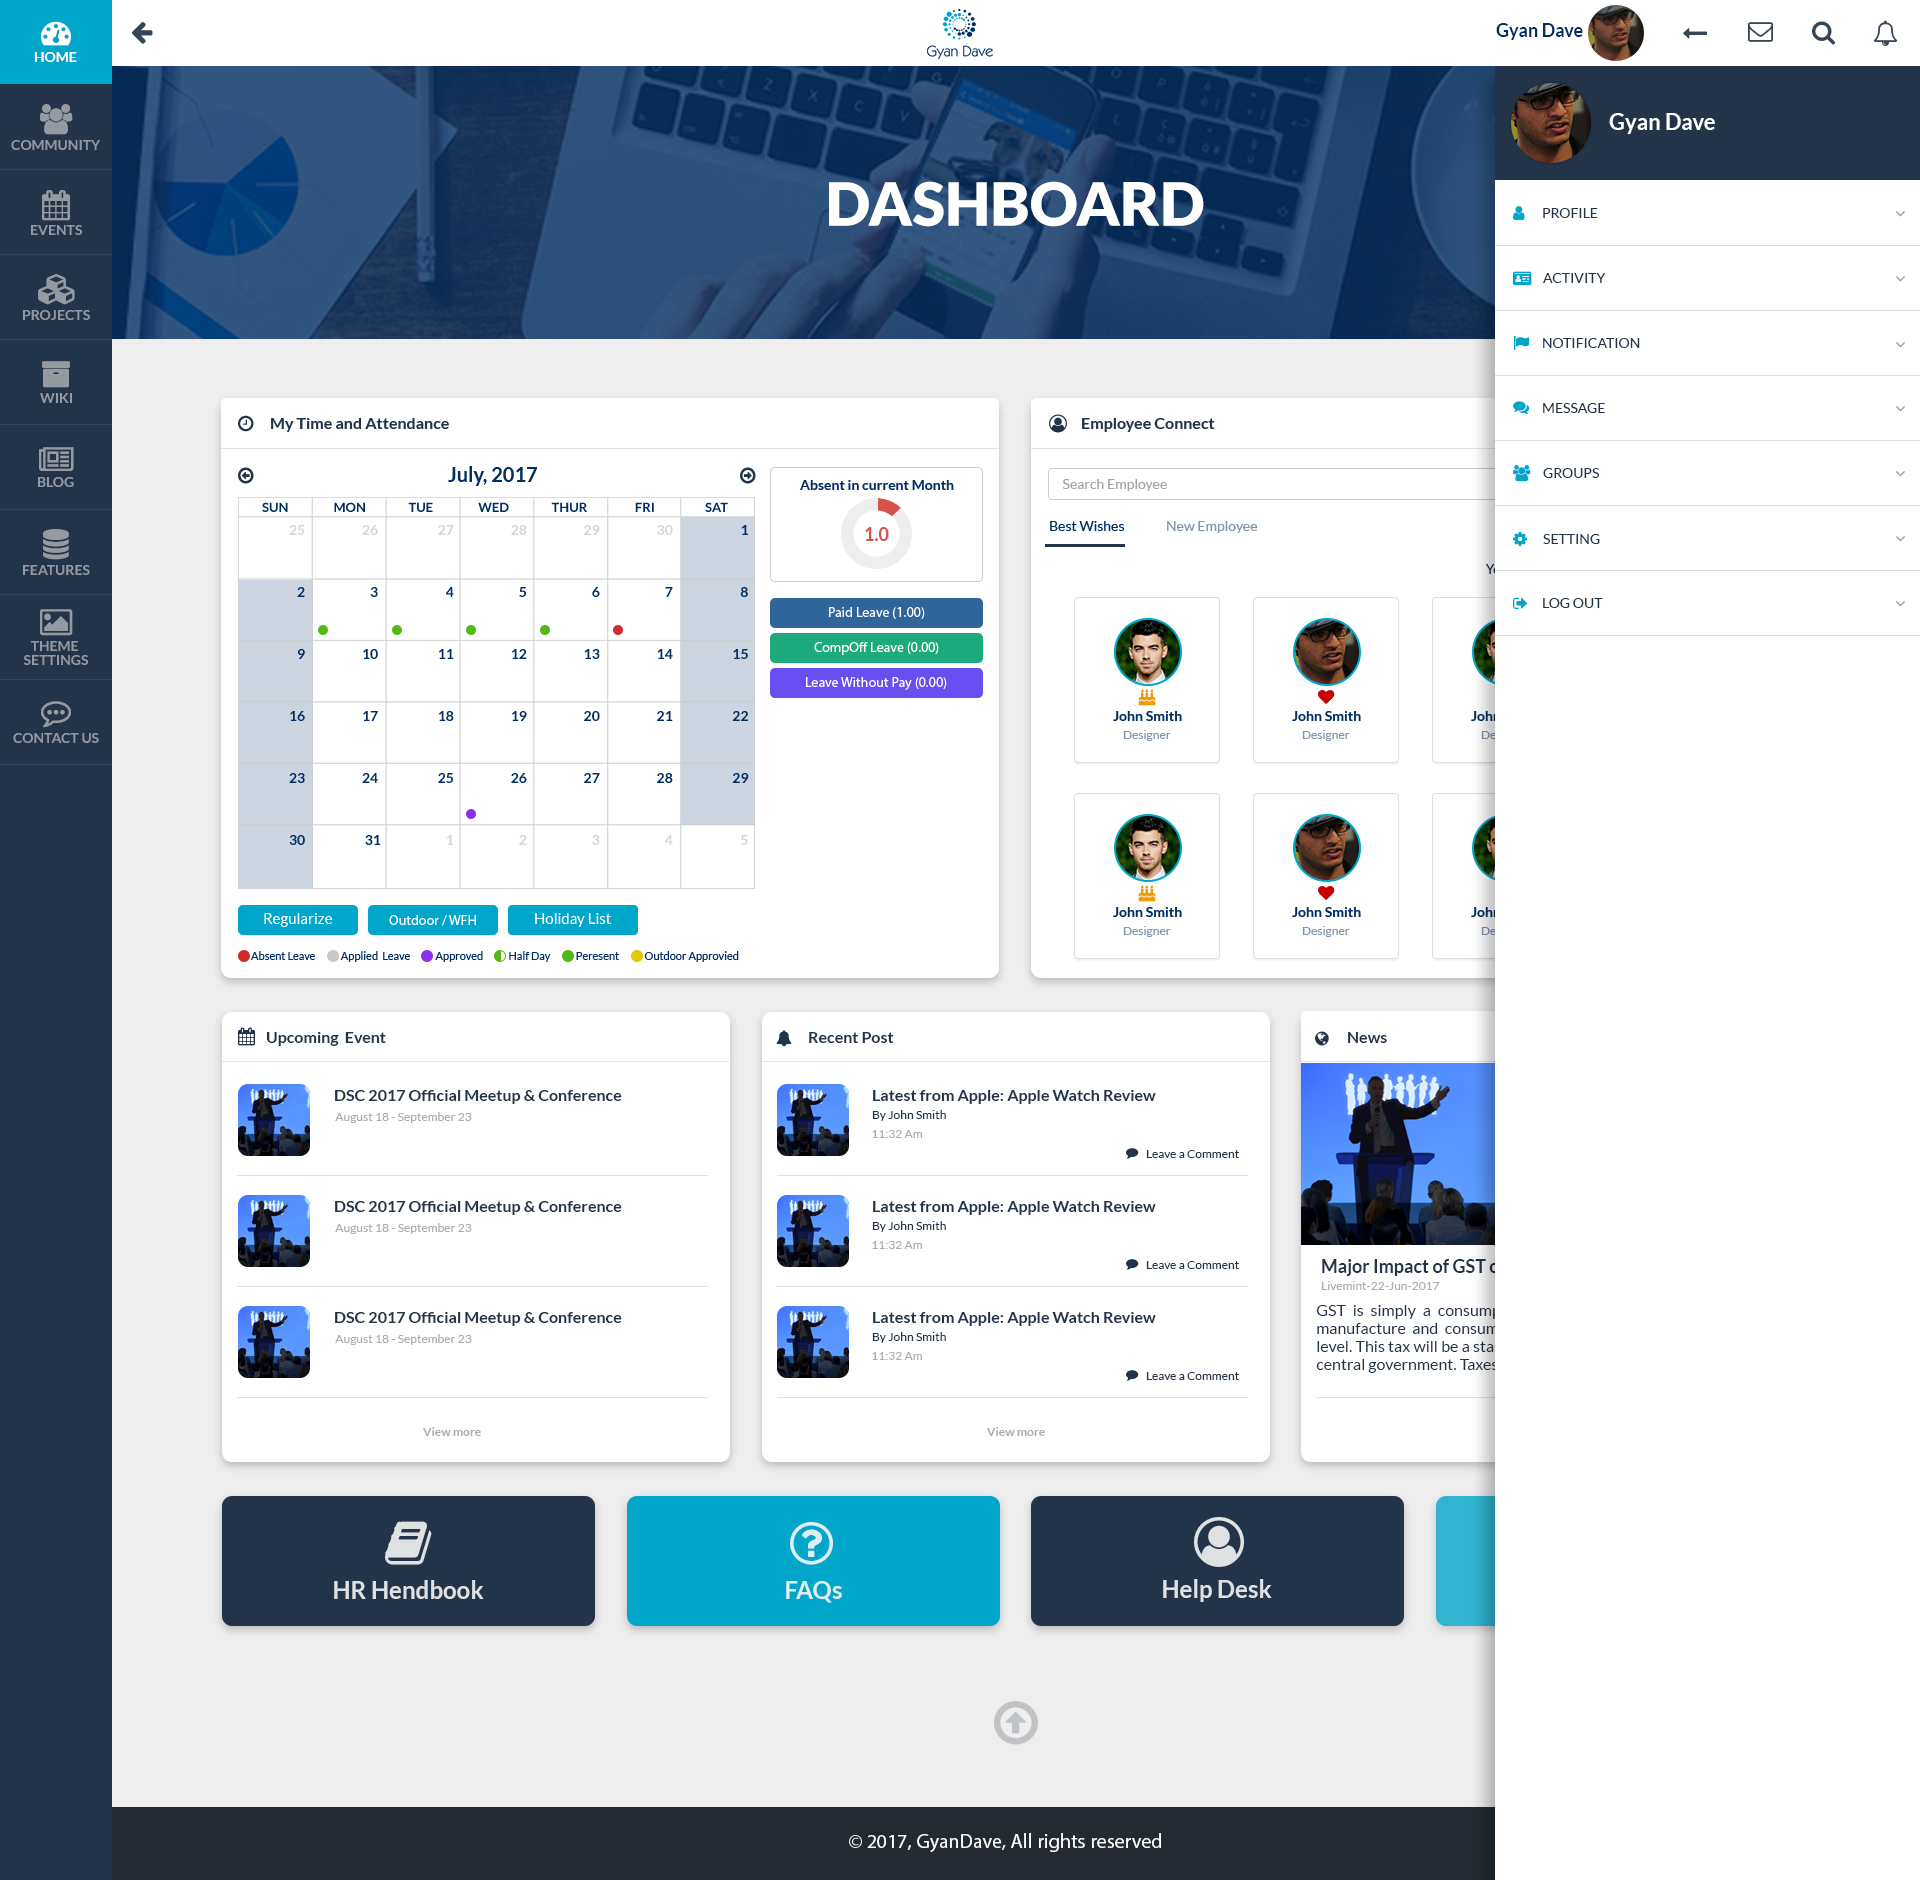 HOME
COMMUNITY
EVENTS
PROJECTS
WIKI
BLOG
FEATURES
THEME
SETTINGS
CONTACT US
Gyan Dave
Gyan Dave
DASHBOARD
Gyan Dave
PROFILE
ACTIVITY
NOTIFICATION
MESSAGE
GROUPS
SETTING
LOG OUT
My Time and Attendance
July, 2017
SUN MON TUE WED THUR FRI SAT
25 26 27 28 29 30 1
2 3 4 5 6 7 8
9 10 11 12 13 14 15
16 17 18 19 20 21 22
23 24 25 26 27 28 29
30 31 1 2 3 4 5
Absent in current Month
1.0
Paid Leave (1.00)
CompOff Leave (0.00)
Leave Without Pay (0.00)
Regularize
Outdoor / WFH
Holiday List
Absent Leave Applied Leave Approved Half Day Peresent Outdoor Approvied
Employee Connect
Search Employee
Best Wishes New Employee
John Smith
Designer
John Smith
Designer
John Smith
Designer
John Smith
Designer
Upcoming Event
DSC 2017 Official Meetup & Conference
August 18 - September 23
DSC 2017 Official Meetup & Conference
August 18 - September 23
DSC 2017 Official Meetup & Conference
August 18 - September 23
View more
Recent Post
Latest from Apple: Apple Watch Review
By John Smith
11:32 Am
Leave a Comment
Latest from Apple: Apple Watch Review
By John Smith
11:32 Am
Leave a Comment
Latest from Apple: Apple Watch Review
By John Smith
11:32 Am
Leave a Comment
View more
News
Major Impact of GST
Livemint-22-Jun-2017
GST is simply a
manufacture and
level. This tax will be a
central government. Taxes
HR Hendbook
FAQs
Help Desk
© 2017, GyanDave, All rights reserved